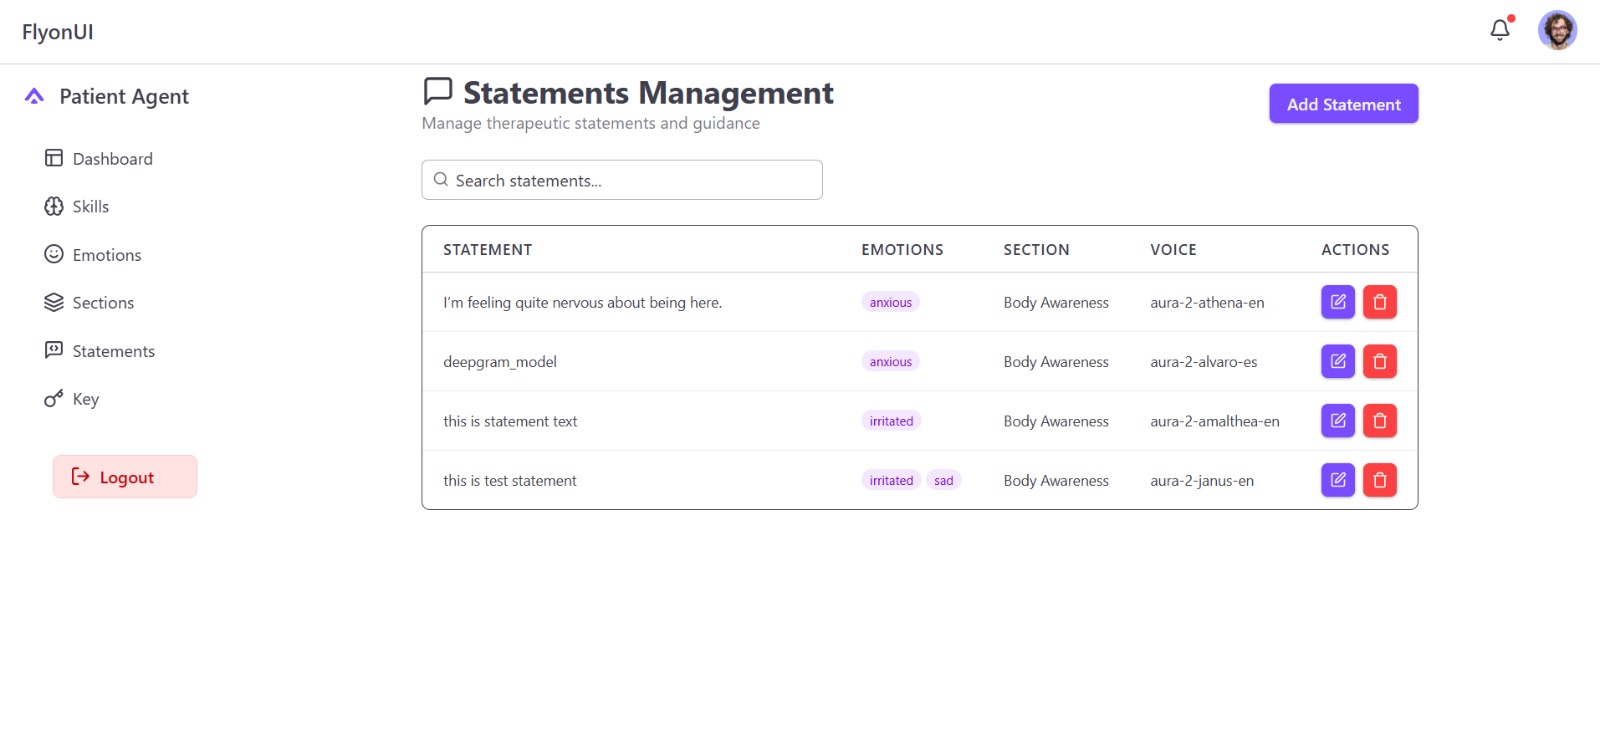 FlyonUI
Patient Agent
Dashboard
Skills
Emotions
Sections
Statements
Key
Logout
Statements Management
Manage therapeutic statements and guidance
Add Statement
Search statements...
STATEMENT EMOTIONS SECTION VOICE ACTIONS
I’m feeling quite nervous about being here. anxious Body Awareness aura-2-athena-en
deepgram_model anxious Body Awareness aura-2-alvaro-es
this is statement text irritated Body Awareness aura-2-amalthea-en
this is test statement irritated sad Body Awareness aura-2-janus-en